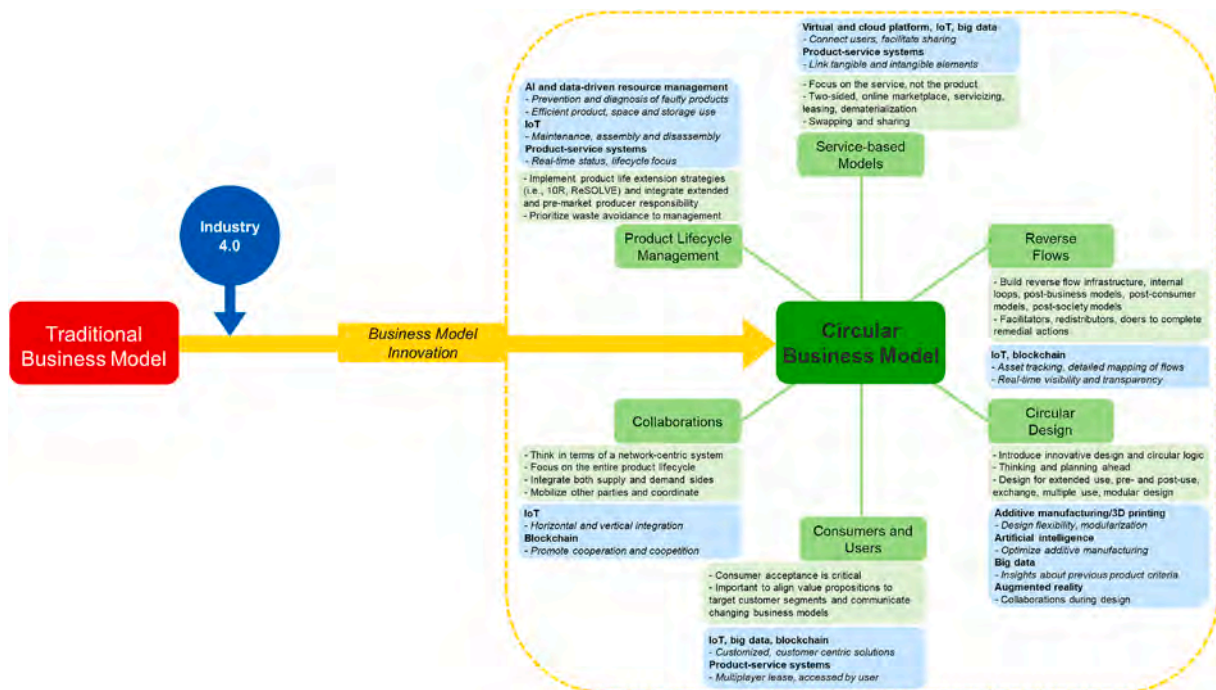 Virtual and cloud platform, IoT, big data
- Connect users, facilitate sharing
Product-service systems
- Link tangible and intangible elements
- Focus on the service, not the product
- Two-sided, online marketplace, servicizing,
leasing, dematerialization
- Swapping and sharing
Service-based
Models
AI and data-driven resource management
- Prevention and diagnosis of faulty products
- Efficient product, space and storage use
IoT
- Maintenance, assembly and disassembly
Product-service systems
- Real-time status, lifecycle focus
- Implement product life extension strategies
(i.e., 10R, ReSOLVE) and integrate extended
and pre-market producer responsibility
- Prioritize waste avoidance to management
Product Lifecycle
Management
Industry
4.0
Reverse
Flows
- Build reverse flow infrastructure, internal
loops, post-business models, post-consumer
models, post-society models
- Facilitators, redistributors, doers to complete
remedial actions
IoT, blockchain
- Asset tracking, detailed mapping of flows
- Real-time visibility and transparency
Traditional
Business Model
Business Model
Innovation
Circular
Business Model
Collaborations
- Think in terms of a network-centric system
- Focus on the entire product lifecycle
- Integrate both supply and demand sides
- Mobilize other parties and coordinate
IoT
- Horizontal and vertical integration
Blockchain
- Promote cooperation and coopetition
Circular
Design
- Introduce innovative design and circular logic
- Thinking and planning ahead
- Design for extended use, pre- and post-use,
exchange, multiple use, modular design
Additive manufacturing/3D printing
- Design flexibility, modularization
Artificial intelligence
- Optimize additive manufacturing
Big data
- Insights about previous product criteria
Augmented reality
- Collaborations during design
Consumers and
Users
- Consumer acceptance is critical
- Important to align value propositions to
target customer segments and communicate
changing business models
IoT, big data, blockchain
- Customized, customer centric solutions
Product-service systems
- Multiplayer lease, accessed by user